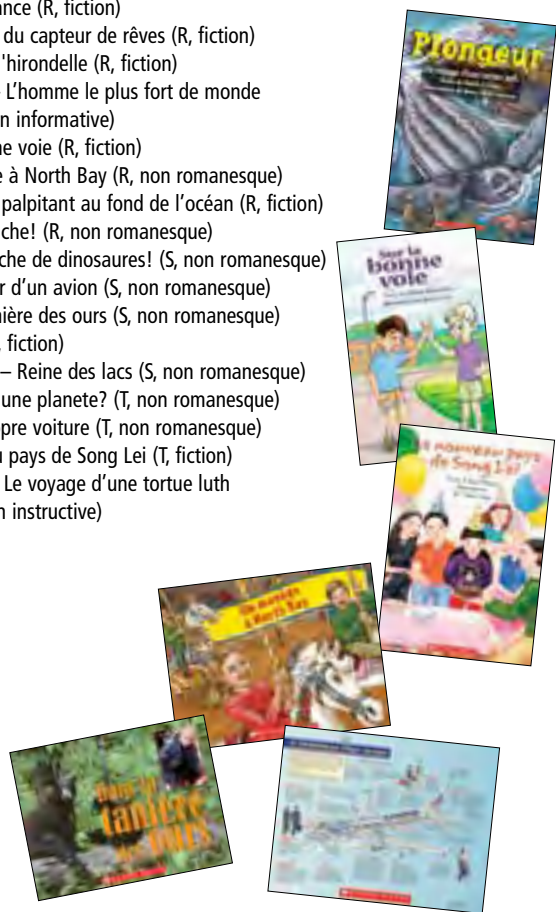 ance (R, fiction)
du capteur de rêves (R, fiction)
l'hirondelle (R, fiction)
L'homme le plus fort de monde
n informative)
ne voie (R, fiction)
e à North Bay (R, non romanesque)
palpitant au fond de l'océan (R, fiction)
che! (R, non romanesque)
che de dinosaures! (S, non romanesque)
r d'un avion (S, non romanesque)
nière des ours (S, non romanesque)
fiction)
– Reine des lacs (S, non romanesque)
une planete? (T, non romanesque)
pre voiture (T, non romanesque)
u pays de Song Lei (T, fiction)
Le voyage d'une tortue luth
n instructive)
Plongeur
Sur la
bonne
voie
Le nouveau pays
de Song Lei
Un manège
à North Bay
Dans la
tanière
des ours